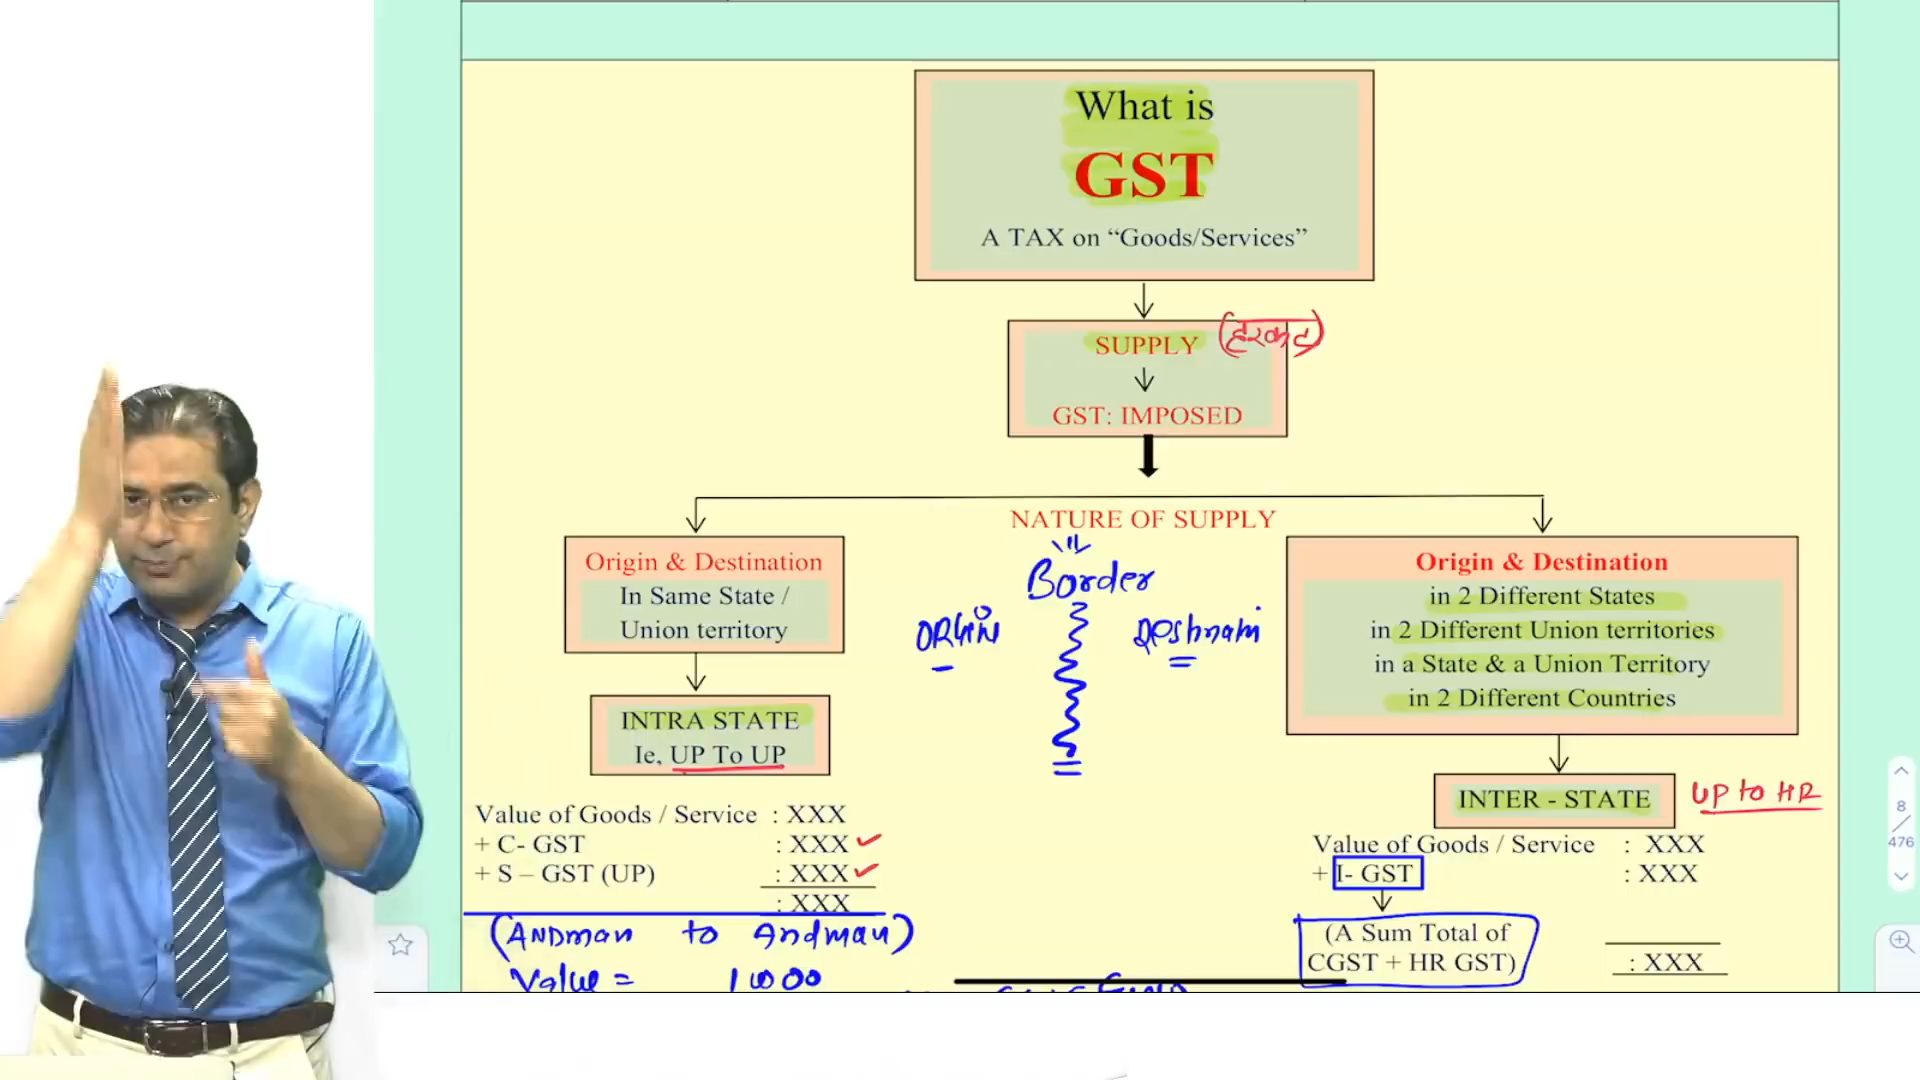 What is
GST
A TAX on “Goods/Services”
SUPPLY
(हरकत)
GST: IMPOSED
NATURE OF SUPPLY
Origin & Destination
In Same State /
Union territory
INTRA STATE
Ie, UP To UP
Value of Goods / Service : XXX
+ C- GST : XXX
+ S – GST (UP) : XXX
: XXX
(ANDman to Andman)
Value =
Border
ORGIN
Origin & Destination
in 2 Different States
in 2 Different Union territories
in a State & a Union Territory
in 2 Different Countries
INTER - STATE
UP to HR
Value of Goods / Service : XXX
+ I- GST : XXX
(A Sum Total of
CGST + HR GST)
: XXX
8
/
476